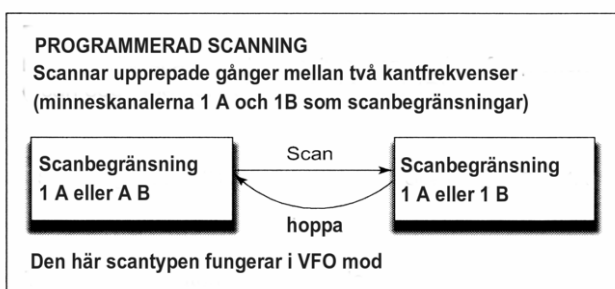 PROGRAMMERAD SCANNING
Scannar upprepade gånger mellan två kantfrekvenser
(minneskanalerna 1 A och 1B som scanbegränsningar)
Scanbegränsning
1 A eller A B
Scan
hoppa
Scanbegränsning
1 A eller 1 B
Den här scantypen fungerar i VFO mod